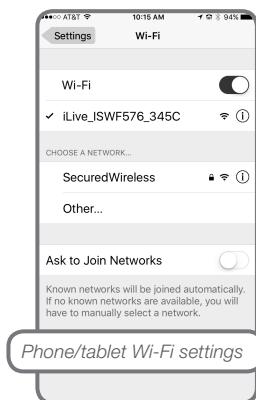 ●●●○○ AT&T 10:15 AM 94%
Settings Wi-Fi
Wi-Fi
✓ iLive_ISWF576_345C
CHOOSE A NETWORK...
SecuredWireless
Other...
Ask to Join Networks
Known networks will be joined automatically.
If no known networks are available, you will
have to manually select a network.
Phone/tablet Wi-Fi settings